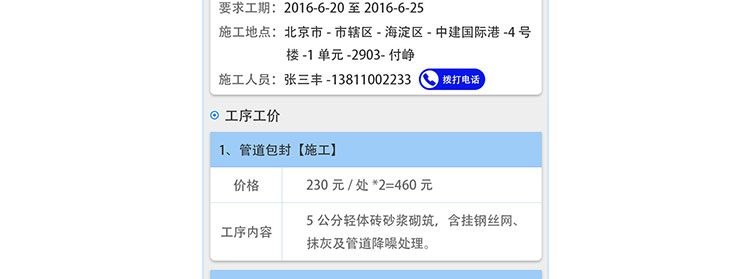 要求工期：2016-6-20 至 2016-6-25
施工地点：北京市 - 市辖区 - 海淀区 - 中建国际港 -4 号
楼 -1 单元 -2903- 付峥
施工人员：张三丰 -13811002233 拨打电话
工序工价
1、管道包封【施工】
价格 230 元 / 处 *2=460 元
工序内容 5 公分轻体砖砂浆砌筑，含挂钢丝网、
抹灰及管道降噪处理。